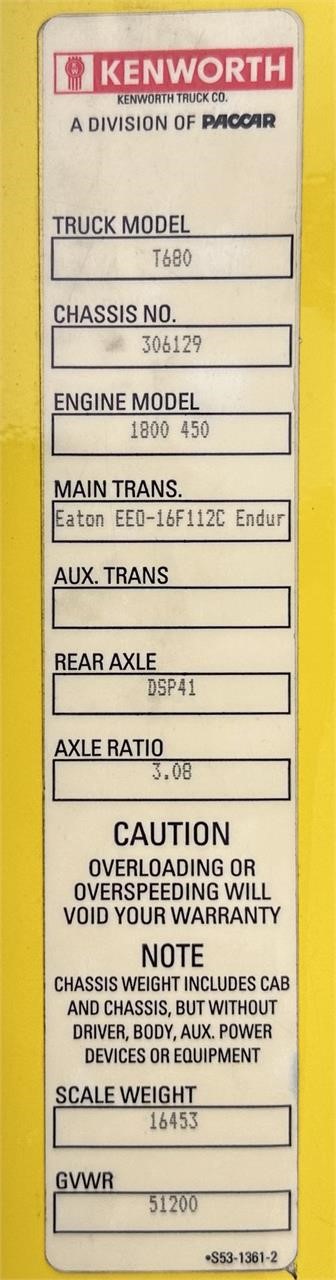 KENWORTH
KENWORTH TRUCK CO.
A DIVISION OF PACCAR
TRUCK MODEL
T680
CHASSIS NO.
306129
ENGINE MODEL
1800 450
MAIN TRANS.
Eaton EEO-16F112C Endur
AUX. TRANS
REAR AXLE
DSP41
AXLE RATIO
3.08
CAUTION
OVERLOADING OR
OVERSPEEDING WILL
VOID YOUR WARRANTY
NOTE
CHASSIS WEIGHT INCLUDES CAB
AND CHASSIS, BUT WITHOUT
DRIVER, BODY, AUX. POWER
DEVICES OR EQUIPMENT
SCALE WEIGHT
16453
GVWR
51200
•S53-1361-2